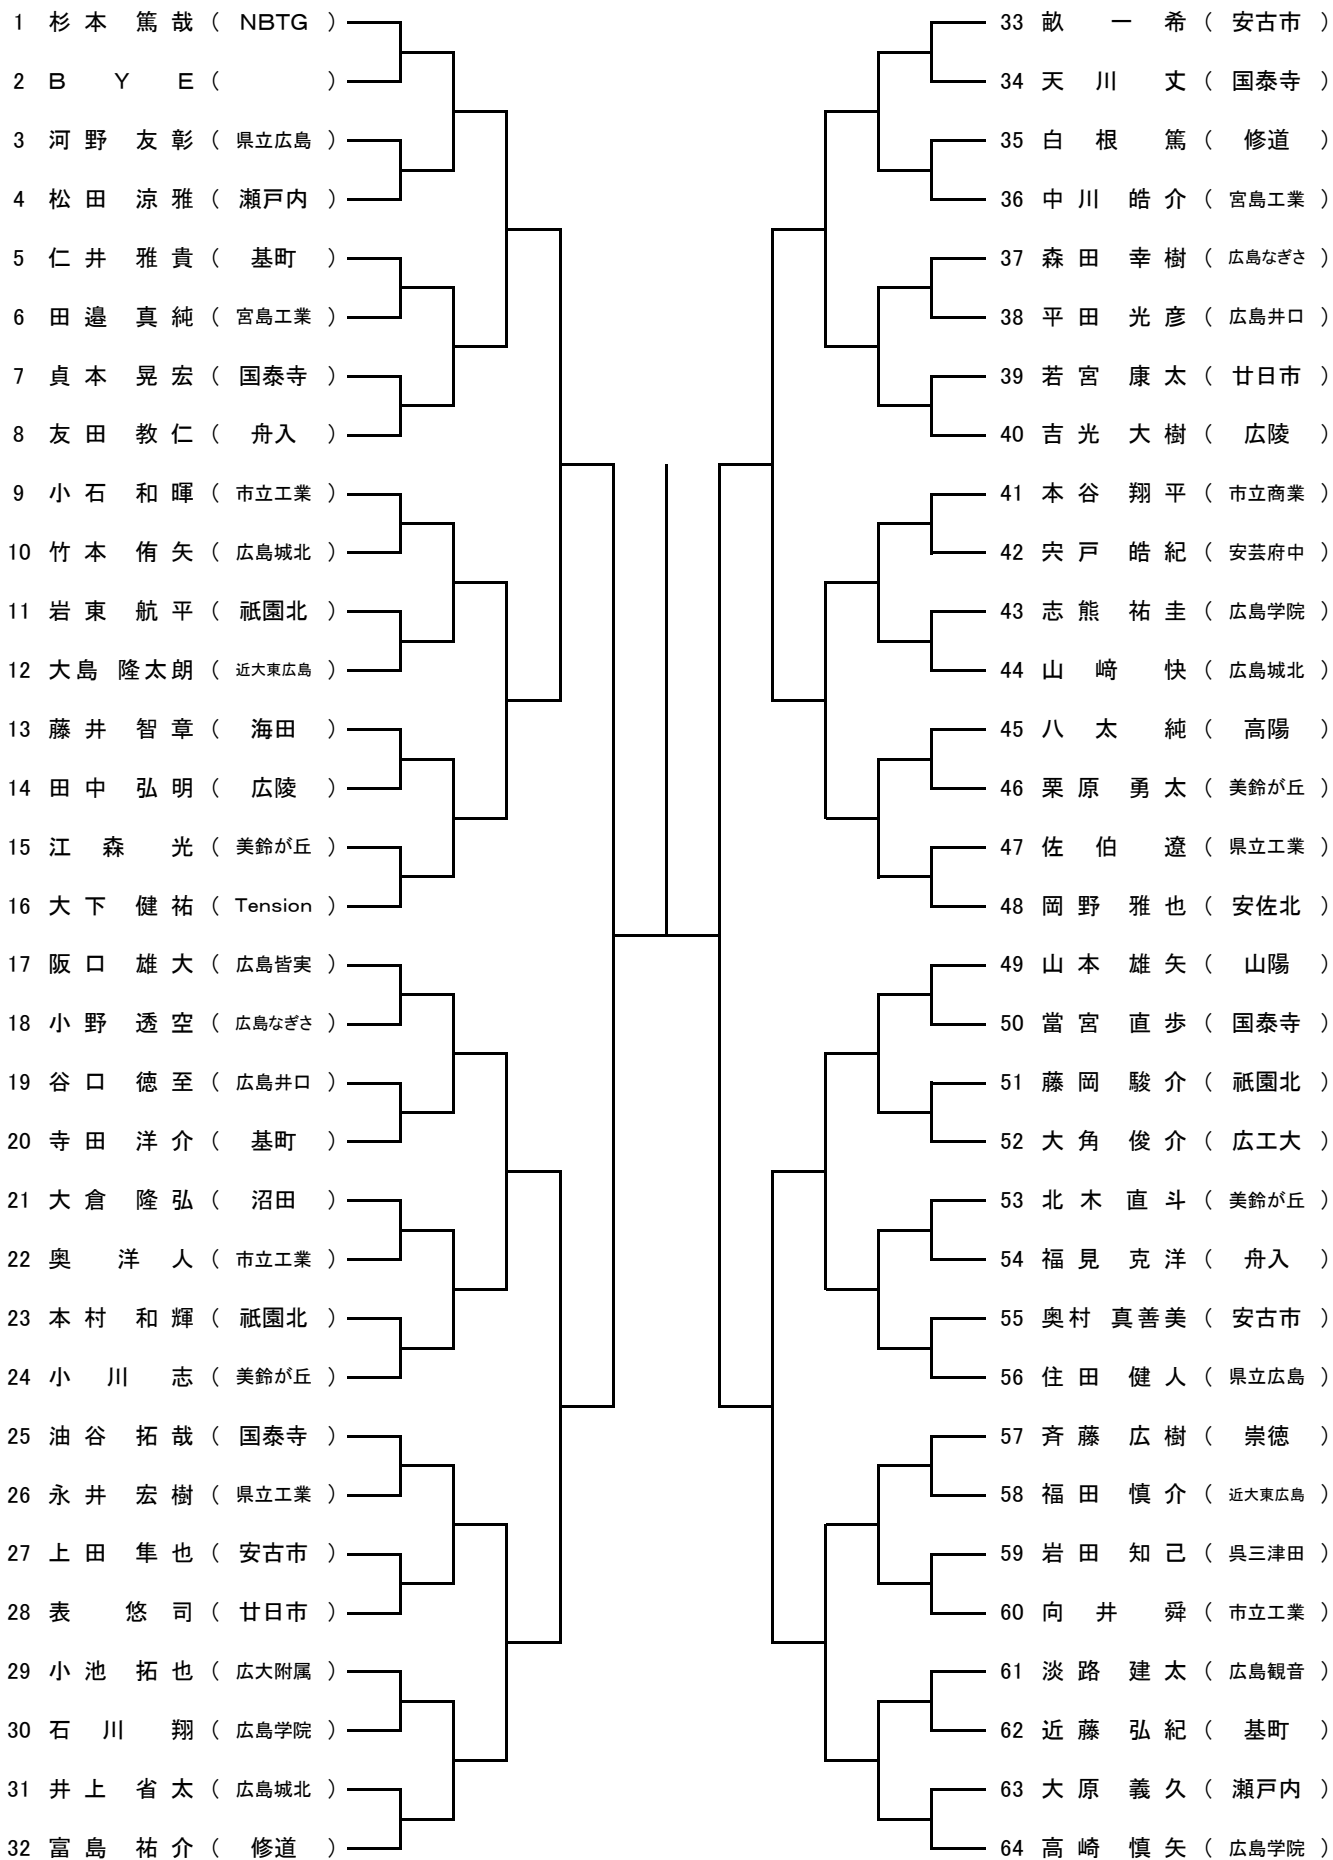 1 杉本 篤哉 ( NBTG )
2 B Y E ( )
3 河野 友彰 ( 県立広島 )
4 松田 涼雅 ( 瀬戸内 )
5 仁井 雅貴 ( 基町 )
6 田邉 真純 ( 宮島工業 )
7 貞本 晃宏 ( 国泰寺 )
8 友田 教仁 ( 舟入 )
9 小石 和暉 ( 市立工業 )
10 竹本 侑矢 ( 広島城北 )
11 岩東 航平 ( 祇園北 )
12 大島 隆太朗 ( 近大東広島 )
13 藤井 智章 ( 海田 )
14 田中 弘明 ( 広陵 )
15 江森 光 ( 美鈴が丘 )
16 大下 健祐 ( Tension )
17 阪口 雄大 ( 広島皆実 )
18 小野 透空 ( 広島なぎさ )
19 谷口 徳至 ( 広島井口 )
20 寺田 洋介 ( 基町 )
21 大倉 隆弘 ( 沼田 )
22 奥 洋人 ( 市立工業 )
23 本村 和輝 ( 祇園北 )
24 小川 志 ( 美鈴が丘 )
25 油谷 拓哉 ( 国泰寺 )
26 永井 宏樹 ( 県立工業 )
27 上田 隼也 ( 安古市 )
28 表 悠司 ( 廿日市 )
29 小池 拓也 ( 広大附属 )
30 石川 翔 ( 広島学院 )
31 井上 省太 ( 広島城北 )
32 富島 祐介 ( 修道 )
33 畝 一希 ( 安古市 )
34 天川 丈 ( 国泰寺 )
35 白根 篤 ( 修道 )
36 中川 皓介 ( 宮島工業 )
37 森田 幸樹 ( 広島なぎさ )
38 平田 光彦 ( 広島井口 )
39 若宮 康太 ( 廿日市 )
40 吉光 大樹 ( 広陵 )
41 本谷 翔平 ( 市立商業 )
42 宍戸 皓紀 ( 安芸府中 )
43 志熊 祐圭 ( 広島学院 )
44 山﨑 快 ( 広島城北 )
45 八太 純 ( 高陽 )
46 栗原 勇太 ( 美鈴が丘 )
47 佐伯 遼 ( 県立工業 )
48 岡野 雅也 ( 安佐北 )
49 山本 雄矢 ( 山陽 )
50 當宮 直歩 ( 国泰寺 )
51 藤岡 駿介 ( 祇園北 )
52 大角 俊介 ( 広工大 )
53 北木 直斗 ( 美鈴が丘 )
54 福見 克洋 ( 舟入 )
55 奥村 真善美 ( 安古市 )
56 住田 健人 ( 県立広島 )
57 斉藤 広樹 ( 崇徳 )
58 福田 慎介 ( 近大東広島 )
59 岩田 知己 ( 呉三津田 )
60 向井 舜 ( 市立工業 )
61 淡路 建太 ( 広島観音 )
62 近藤 弘紀 ( 基町 )
63 大原 義久 ( 瀬戸内 )
64 高崎 慎矢 ( 広島学院 )